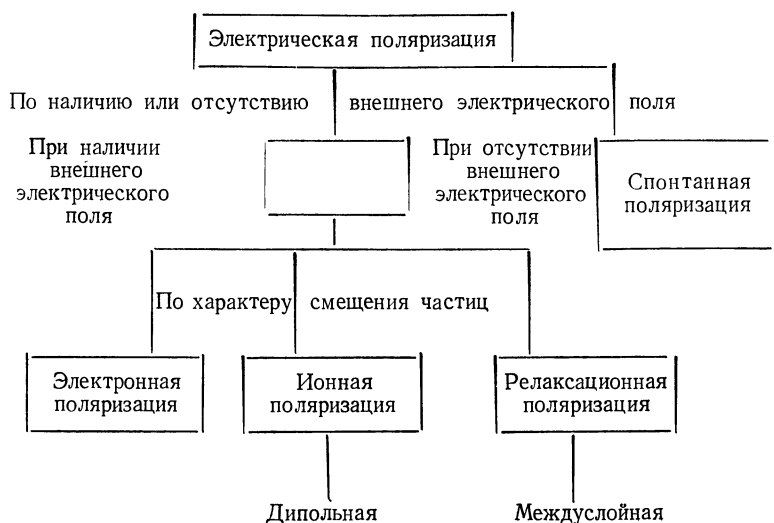 Электрическая поляризация
По наличию или отсутствию внешнего электрического поля
При наличии
внешнего
электрического
поля
При отсутствии
внешнего
электрического
поля
Спонтанная
поляризация
По характеру смещения частиц
Электронная
поляризация
Ионная
поляризация
Релаксационная
поляризация
Дипольная
Междуслойная